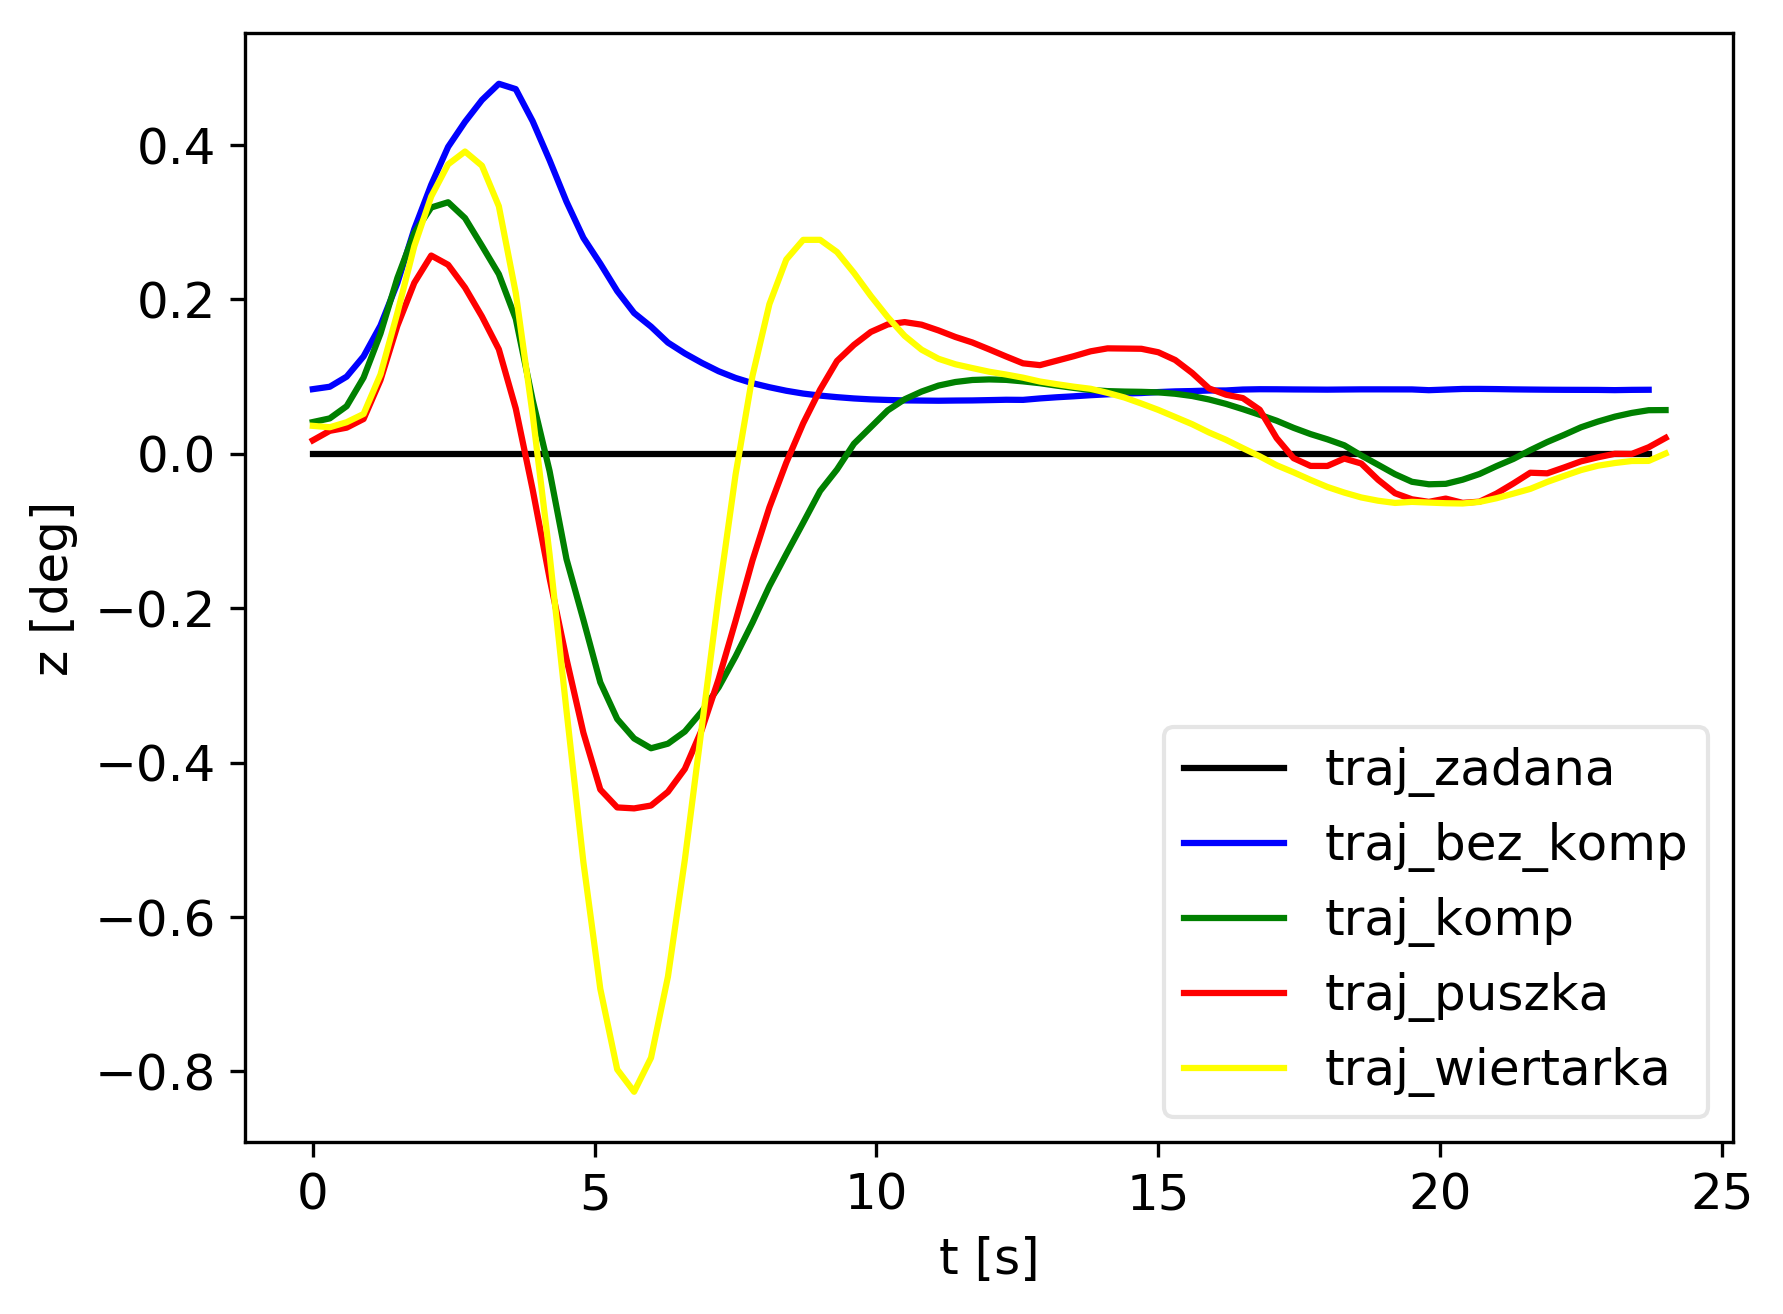 0.4
0.2
0.0
−0.2
−0.4
−0.6
−0.8
z [deg]
0 5 10 15 20 25
t [s]
traj_zadana
traj_bez_komp
traj_komp
traj_puszka
traj_wiertarka